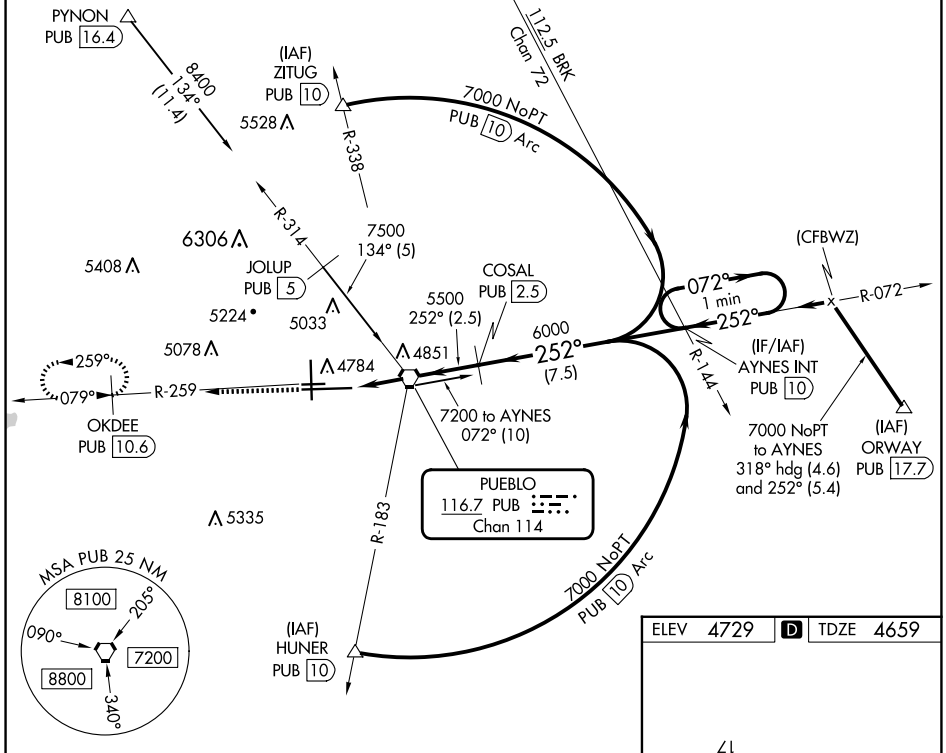 PYNON
PUB 16.4
8400
134°
(11.4)
(IAF)
ZITUG
PUB 10
5528
R-338
7000 NoPT
PUB 10 Arc
112.5 BRK
Chan 72
R-314
7500
134° (5)
6306
5408
JOLUP
PUB 5
5224
5033
5078
4784
4851
COSAL
PUB 2.5
5500
252° (2.5)
6000
252°
(7.5)
072°
1 min
252°
(CFBWZ)
R-072
(IF/IAF)
AYNES INT
PUB 10
R-144
259°
079°
R-259
OKDEE
PUB 10.6
7200 to AYNES
072° (10)
7000 NoPT
to AYNES
318° hdg (4.6)
and 252° (5.4)
(IAF)
ORWAY
PUB 17.7
PUEBLO
116.7 PUB
Chan 114
5335
R-183
7000 NoPT
PUB 10 Arc
(IAF)
HUNER
PUB 10
MSA PUB 25 NM
8100
205°
090°
7200
8800
340°
ELEV 4729 D TDZE 4659
17